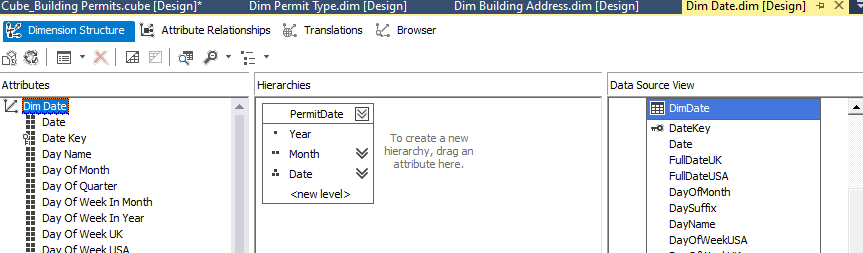 Cube_Building Permits.cube [Design]* Dim Permit Type.dim [Design] Dim Building Address.dim [Design] Dim Date.dim [Design]
Dimension Structure Attribute Relationships Translations Browser
Attributes
Dim Date
Date
Date Key
Day Name
Day Of Month
Day Of Quarter
Day Of Week In Month
Day Of Week In Year
Day Of Week UK
Day Of Week USA
Hierarchies
PermitDate
Year
Month
Date
<new level>
To create a new
hierarchy, drag an
attribute here.
Data Source View
DimDate
DateKey
Date
FullDateUK
FullDateUSA
DayOfMonth
DaySuffix
DayName
DayOfWeekUSA